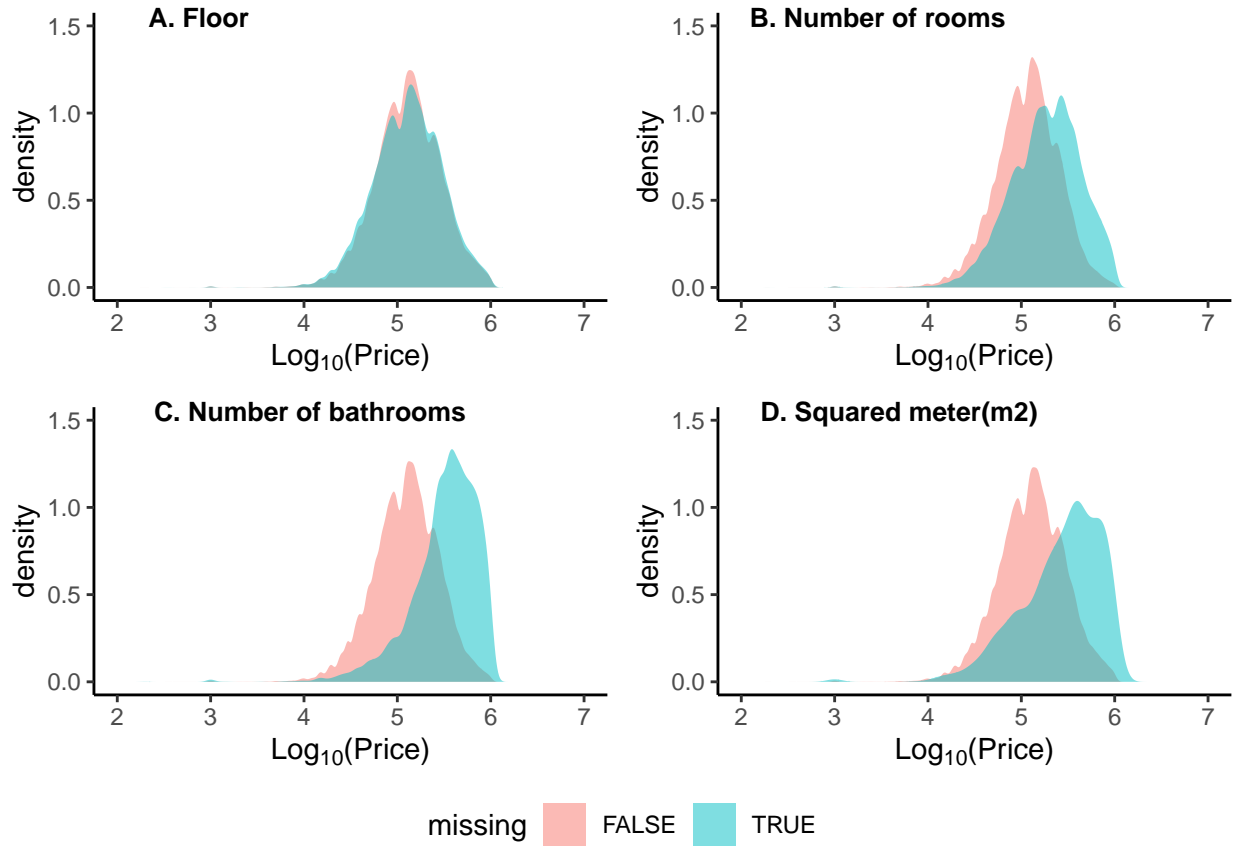 A. Floor
1.5
1.0
0.5
0.0
density
2 3 4 5 6 7
Log10(Price)
B. Number of rooms
1.5
1.0
0.5
0.0
density
2 3 4 5 6 7
Log10(Price)
C. Number of bathrooms
1.5
1.0
0.5
0.0
density
2 3 4 5 6 7
Log10(Price)
D. Squared meter(m2)
1.5
1.0
0.5
0.0
density
2 3 4 5 6 7
Log10(Price)
missing FALSE TRUE